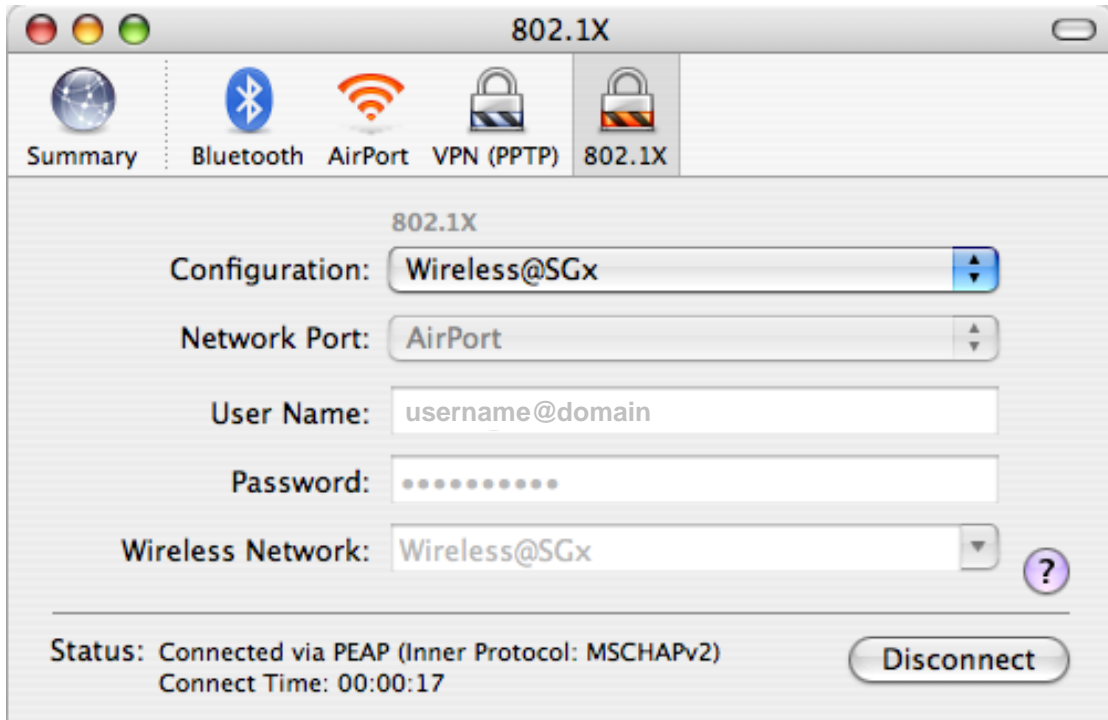 802.1X
Summary Bluetooth AirPort VPN (PPTP) 802.1X
802.1X
Configuration: Wireless@SGx
Network Port: AirPort
User Name: username@domain
Password: ••••••••••
Wireless Network: Wireless@SGx
?
Status: Connected via PEAP (Inner Protocol: MSCHAPv2)
Connect Time: 00:00:17
Disconnect